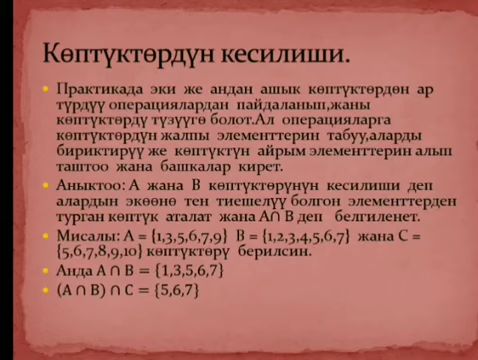 Көптүктөрдүн кесилиши.
Практикада эки же андан ашык көптүктөрдөн ар
түрдүү операциялардан пайдаланып,жаңы
көптүктөрдү түзүүгө болот.Ал операцияларга
көптүктөрдүн жалпы элементтерин табуу,аларды
бириктирүү же көптүктүн айрым элементтерин алып
таштоо жана башкалар кирет.
Аныктоо: A жана B көптүктөрүнүн кесилиши деп
алардын экөөнө тең тиешелүү болгон элементтерден
турган көптүк аталат жана A∩ B деп белгиленет.
Мисалы: A = {1,3,5,6,7,9} B = {1,2,3,4,5,6,7} жана C =
{5,6,7,8,9,10} көптүктөрү берилсин.
Анда A ∩ B = {1,3,5,6,7}
(A ∩ B) ∩ C = {5,6,7}